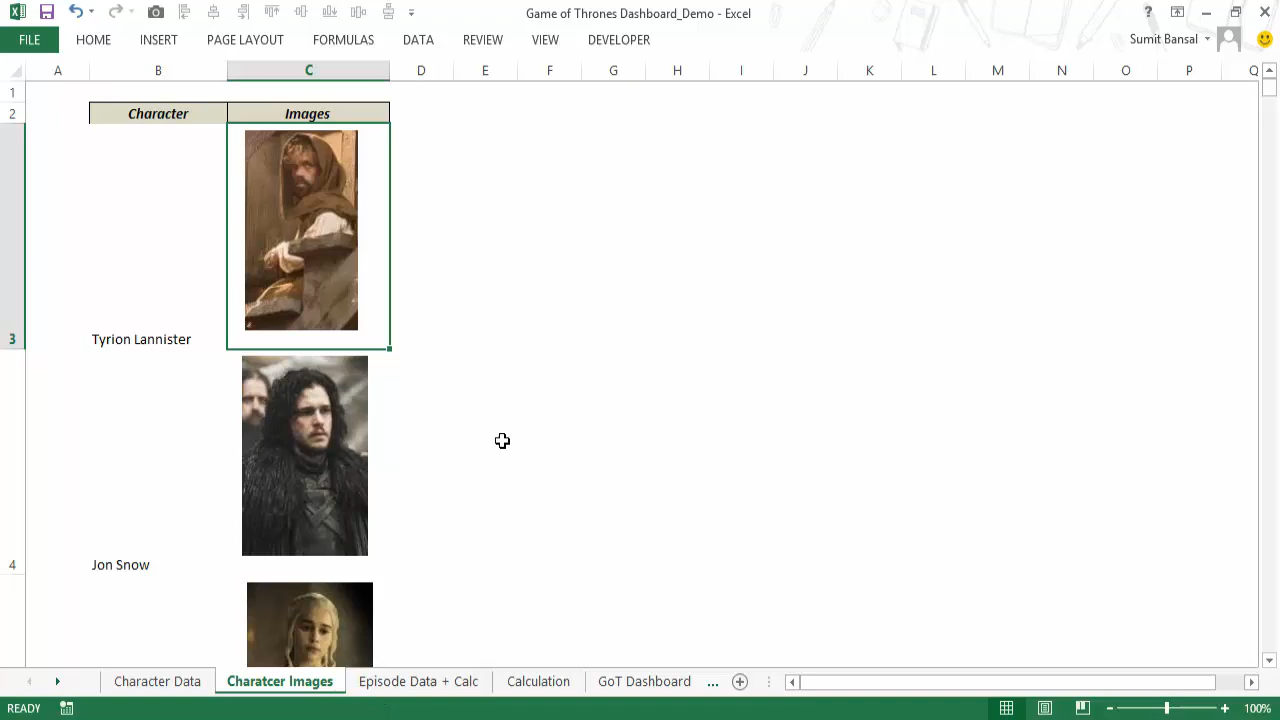 Game of Thrones Dashboard_Demo - Excel
?
FILE HOME INSERT PAGE LAYOUT FORMULAS DATA REVIEW VIEW DEVELOPER Sumit Bansal
A B C D E F G H I J K L M N O P Q
1
2 Character Images
3 Tyrion Lannister
4 Jon Snow
Character Data Charatcer Images Episode Data + Calc Calculation GoT Dashboard ...
READY 100%